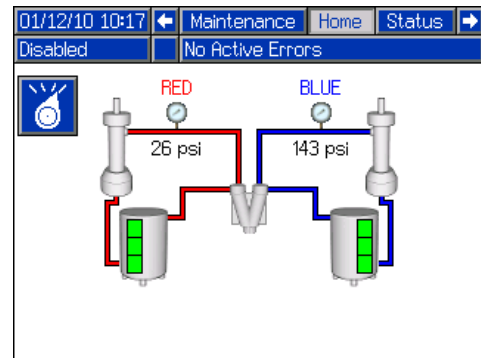 01/12/10 10:17 Maintenance Home Status
Disabled No Active Errors
RED BLUE
26 psi 143 psi